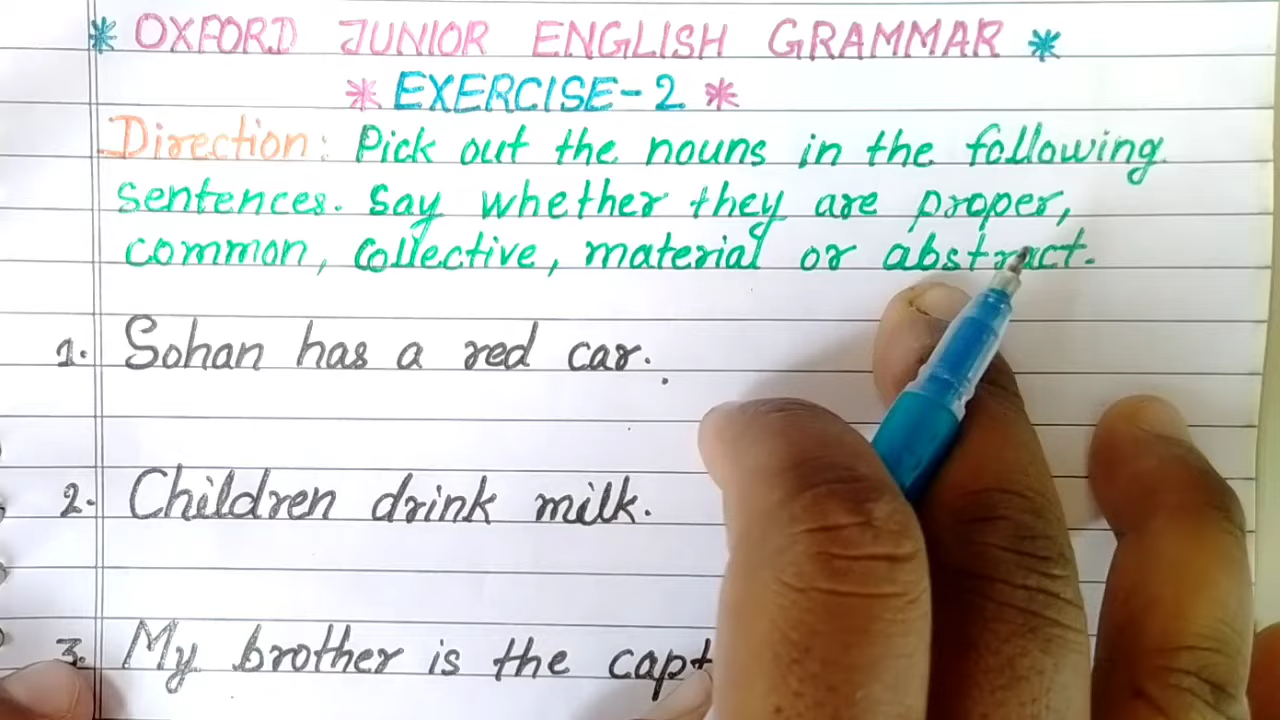 * OXFORD JUNIOR ENGLISH GRAMMAR *
* EXERCISE-2 *
Direction: Pick out the nouns in the following
sentences. Say whether they are proper,
common, collective, material or abstract.
1. Sohan has a red car.
2. Children drink milk.
3. My brother is the capt